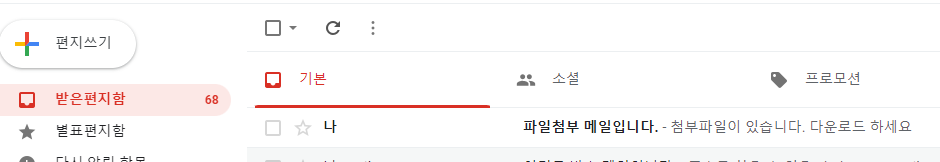 편지쓰기
기본
소셜
프로모션
받은편지함 68
나 파일첨부 메일입니다. - 첨부파일이 있습니다. 다운로드 하세요
별표편지함